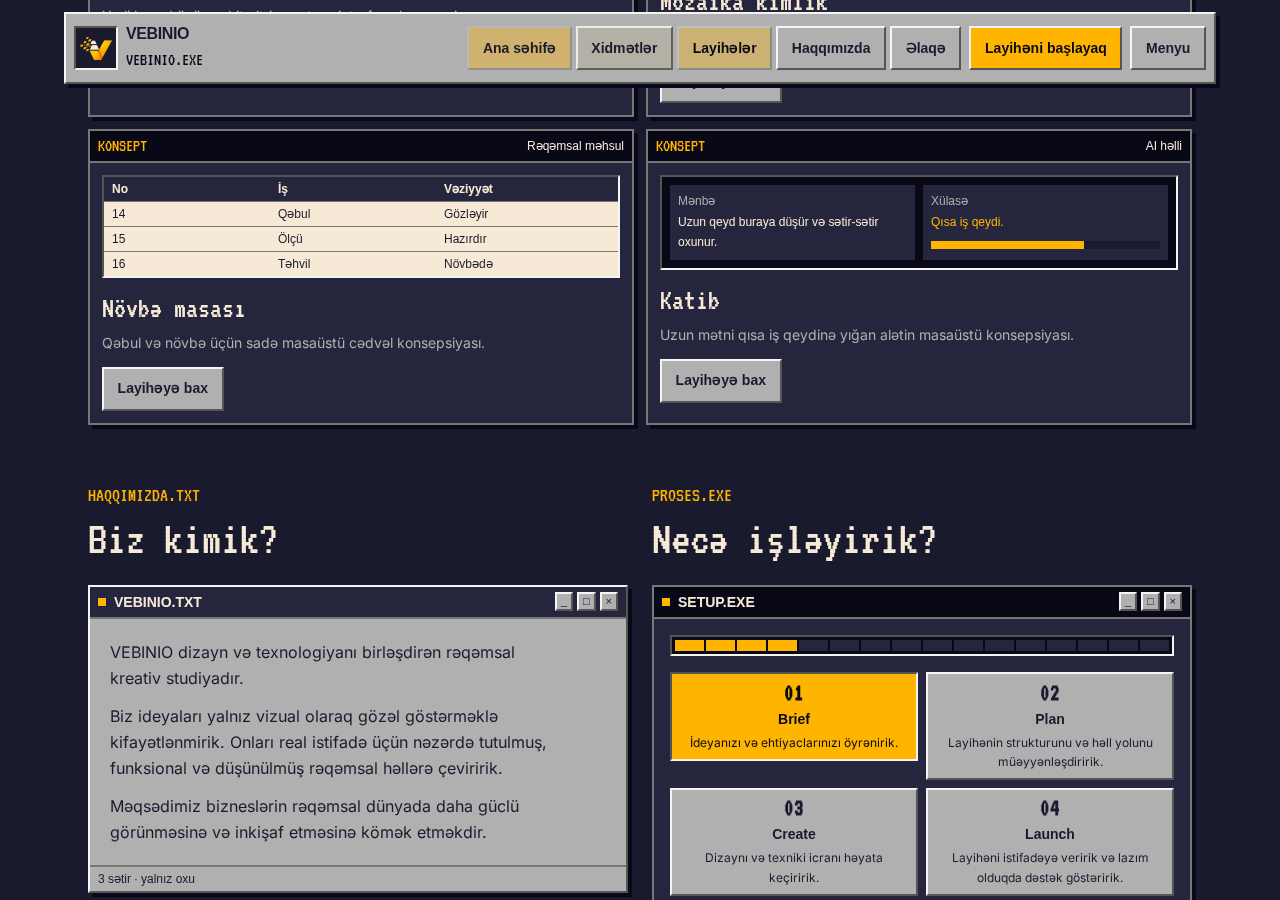 mozaika kimlik
VEBINIO
VEBINIO.EXE
Ana səhifə
Xidmətlər
Layihələr
Haqqımızda
Əlaqə
Layihəni başlayaq
Menyu
KONSEPT
Rəqəmsal məhsul
No İş Vəziyyət
14 Qəbul Gözləyir
15 Ölçü Hazırdır
16 Təhvil Növbədə
Növbə masası
Qəbul və növbə üçün sadə masaüstü cədvəl konsepsiyası.
Layihəyə bax
KONSEPT
AI həlli
Mənbə
Uzun qeyd buraya düşür və sətir-sətir
oxunur.
Xülasə
Qısa iş qeydi.
Katib
Uzun mətni qısa iş qeydinə yığan alətin masaüstü konsepsiyası.
Layihəyə bax
HAQQIMIZDA.TXT
Biz kimik?
VEBINIO.TXT
_ □ ×
VEBINIO dizayn və texnologiyanı birləşdirən rəqəmsal
kreativ studiyadır.
Biz ideyaları yalnız vizual olaraq gözəl göstərməklə
kifayətlənmirik. Onları real istifadə üçün nəzərdə tutulmuş,
funksional və düşünülmüş rəqəmsal həllərə çeviririk.
Məqsədimiz bizneslərin rəqəmsal dünyada daha güclü
görünməsinə və inkişaf etməsinə kömək etməkdir.
3 sətir · yalnız oxu
PROSES.EXE
Necə işləyirik?
SETUP.EXE
_ □ ×
01
Brief
İdeyanızı və ehtiyaclarınızı öyrənirik.
02
Plan
Layihənin strukturunu və həll yolunu
müəyyənləşdiririk.
03
Create
Dizaynı və texniki icranı həyata
keçiririk.
04
Launch
Layihəni istifadəyə veririk və lazım
olduqda dəstək göstəririk.